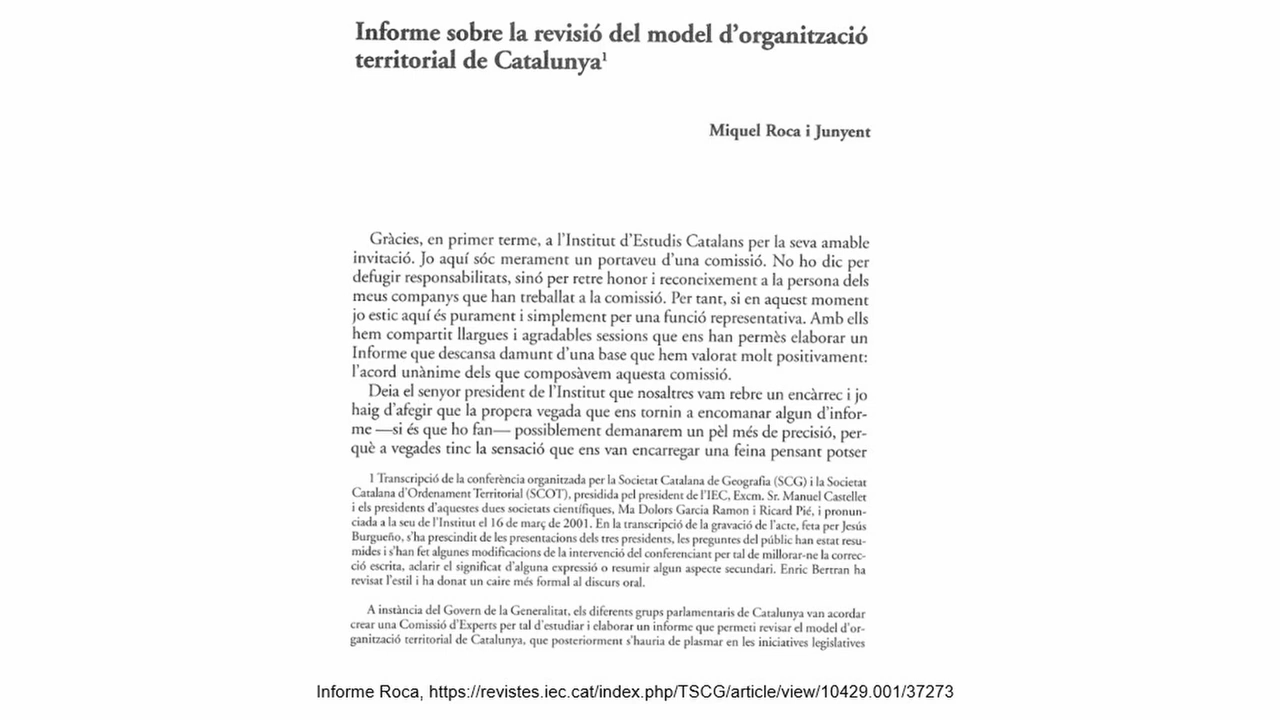 Informe sobre la revisió del model d'organització
territorial de Catalunya¹
Miquel Roca i Junyent
Gràcies, en primer terme, a l'Institut d'Estudis Catalans per la seva amable
invitació. Jo aquí sóc merament un portaveu d'una comissió. No ho dic per
defugir responsabilitats, sinó per retre honor i reconeixement a la persona dels
meus companys que han treballat a la comissió. Per tant, si en aquest moment
jo estic aquí és purament i simplement per una funció representativa. Amb ells
hem compartit llargues i agradables sessions que ens han permès elaborar un
Informe que descansa damunt d'una base que hem valorat molt positivament:
l'acord unànime dels que composàvem aquesta comissió.
Deia el senyor president de l'Institut que nosaltres vam rebre un encàrrec i jo
haig d'afegir que la propera vegada que ens tornin a encomanar algun d'infor-
me —si és que ho fan— possiblement demanarem un pèl més de precisió, per-
què a vegades tinc la sensació que ens van encarregar una feina pensant potser
1 Transcripció de la conferència organitzada per la Societat Catalana de Geografia (SCG) i la Societat
Catalana d'Ordenament Territorial (SCOT), presidida pel president de l'IEC, Excm. Sr. Manuel Castellet
i els presidents d'aquestes dues societats científiques, Ma Dolors Garcia Ramon i Ricard Pié, i pronun-
ciada a la seu de l'Institut el 16 de març de 2001. En la transcripció de la gravació de l'acte, feta per Jesús
Burgueño, s'ha prescindit de les presentacions dels tres presidents, les preguntes del públic han estat resu-
mides i s'han fet algunes modificacions de la intervenció del conferenciant per tal de millorar-ne la correc-
ció escrita, aclarir el significat d'alguna expressió o resumir algun aspecte secundari. Enric Bertran ha
revisat l'estil i ha donat un caire més formal al discurs oral.
A instància del Govern de la Generalitat, els diferents grups parlamentaris de Catalunya van acordar
crear una Comissió d'Experts per tal d'estudiar i elaborar un informe que permeti revisar el model d'or-
ganització territorial de Catalunya, que posteriorment s'hauria de plasmar en les iniciatives legislatives
Informe Roca, https://revistes.iec.cat/index.php/TSCG/article/view/10429.001/37273